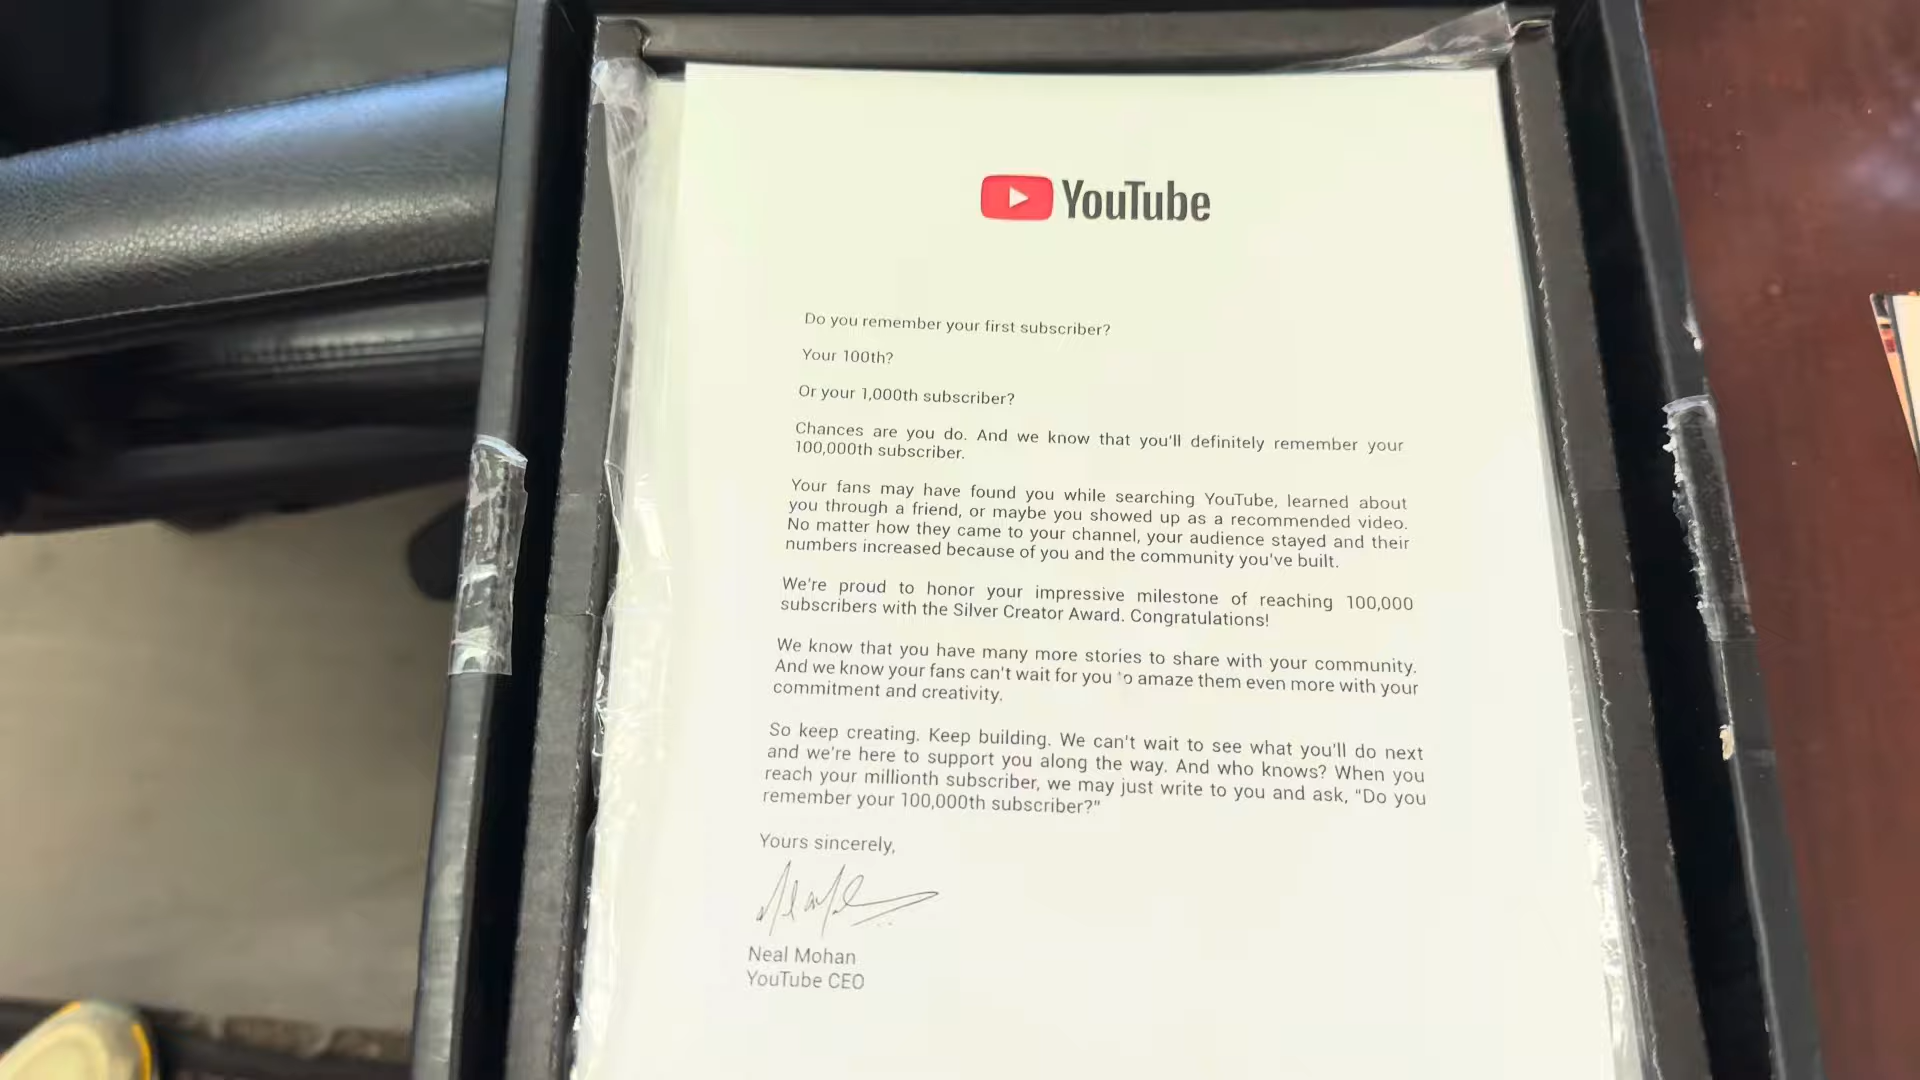 YouTube
Do you remember your first subscriber?
Your 100th?
Or your 1,000th subscriber?
Chances are you do. And we know that you'll definitely remember your
100,000th subscriber.
Your fans may have found you while searching YouTube, learned about
you through a friend, or maybe you showed up as a recommended video.
No matter how they came to your channel, your audience stayed and their
numbers increased because of you and the community you've built.
We're proud to honor your impressive milestone of reaching 100,000
subscribers with the Silver Creator Award. Congratulations!
We know that you have many more stories to share with your community.
And we know your fans can't wait for you to amaze them even more with your
commitment and creativity.
So keep creating. Keep building. We can't wait to see what you'll do next
and we're here to support you along the way. And who knows? When you
reach your millionth subscriber, we may just write to you and ask, "Do you
remember your 100,000th subscriber?"
Yours sincerely,
Neal Mohan
YouTube CEO